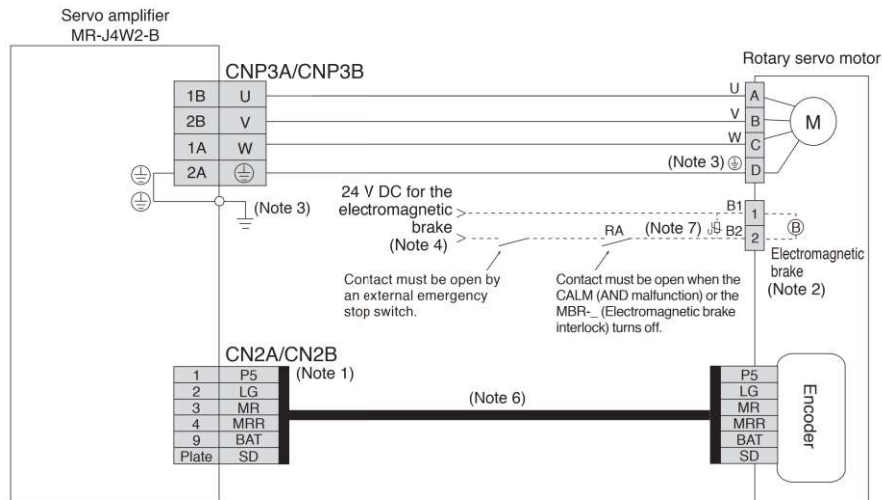 Servo amplifier
MR-J4W2-B
Rotary servo motor
CNP3A/CNP3B
1B U
2B V
1A W
2A
U A
V B
W C
(Note 3) D
M
(Note 3)
24 V DC for the
electromagnetic
brake
(Note 4)
B1 1
RA (Note 7) U B2 2
B
Electromagnetic
brake
(Note 2)
Contact must be open by
an external emergency
stop switch.
Contact must be open when the
CALM (AND malfunction) or the
MBR-_ (Electromagnetic brake
interlock) turns off.
CN2A/CN2B
(Note 1)
1 P5
2 LG
3 MR
4 MRR
9 BAT
Plate SD
(Note 6)
P5
LG
MR
MRR
BAT
SD
Encoder